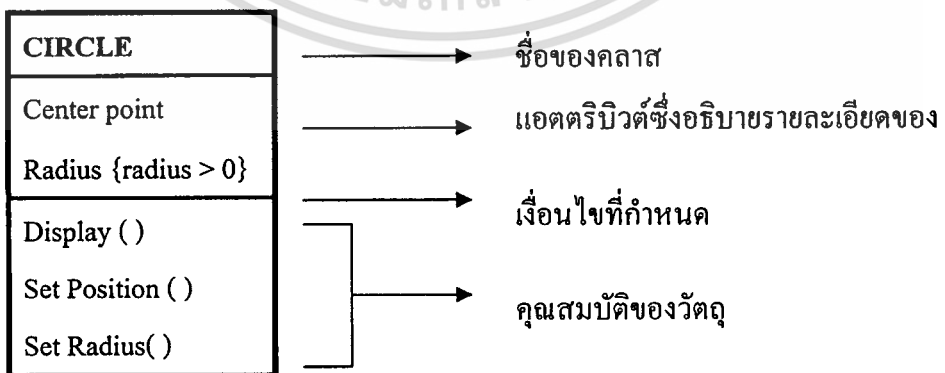 CIRCLE
ชื่อของคลาส
Center point
แอตตริบิวต์ซึ่งอธิบายรายละเอียดของ
Radius {radius > 0}
เงื่อนไขที่กำหนด
Display ( )
Set Position ( )
คุณสมบัติของวัตถุ
Set Radius( )